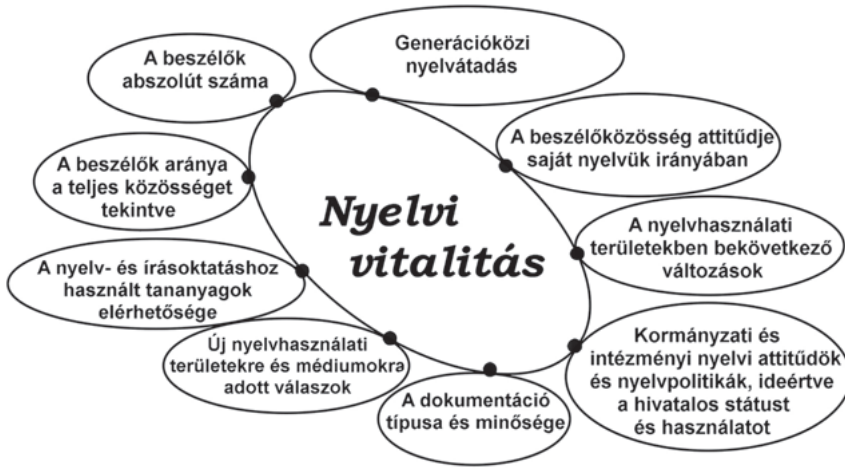 A beszélők
abszolút száma
Generációközi
nyelvátadás
A beszélőközösség attitűdje
saját nyelvük irányában
A beszélők aránya
a teljes közösséget
tekintve
Nyelvi
vitalitás
A nyelvhasználati
területekben bekövetkező
változások
A nyelv- és írásoktatáshoz
használt tananyagok
elérhetősége
Új nyelvhasználati
területekre és médiumokra
adott válaszok
A dokumentáció
típusa és minősége
Kormányzati és
intézményi nyelvi attitűdök
és nyelvpolitikák, ideértve
a hivatalos státust
és használatot